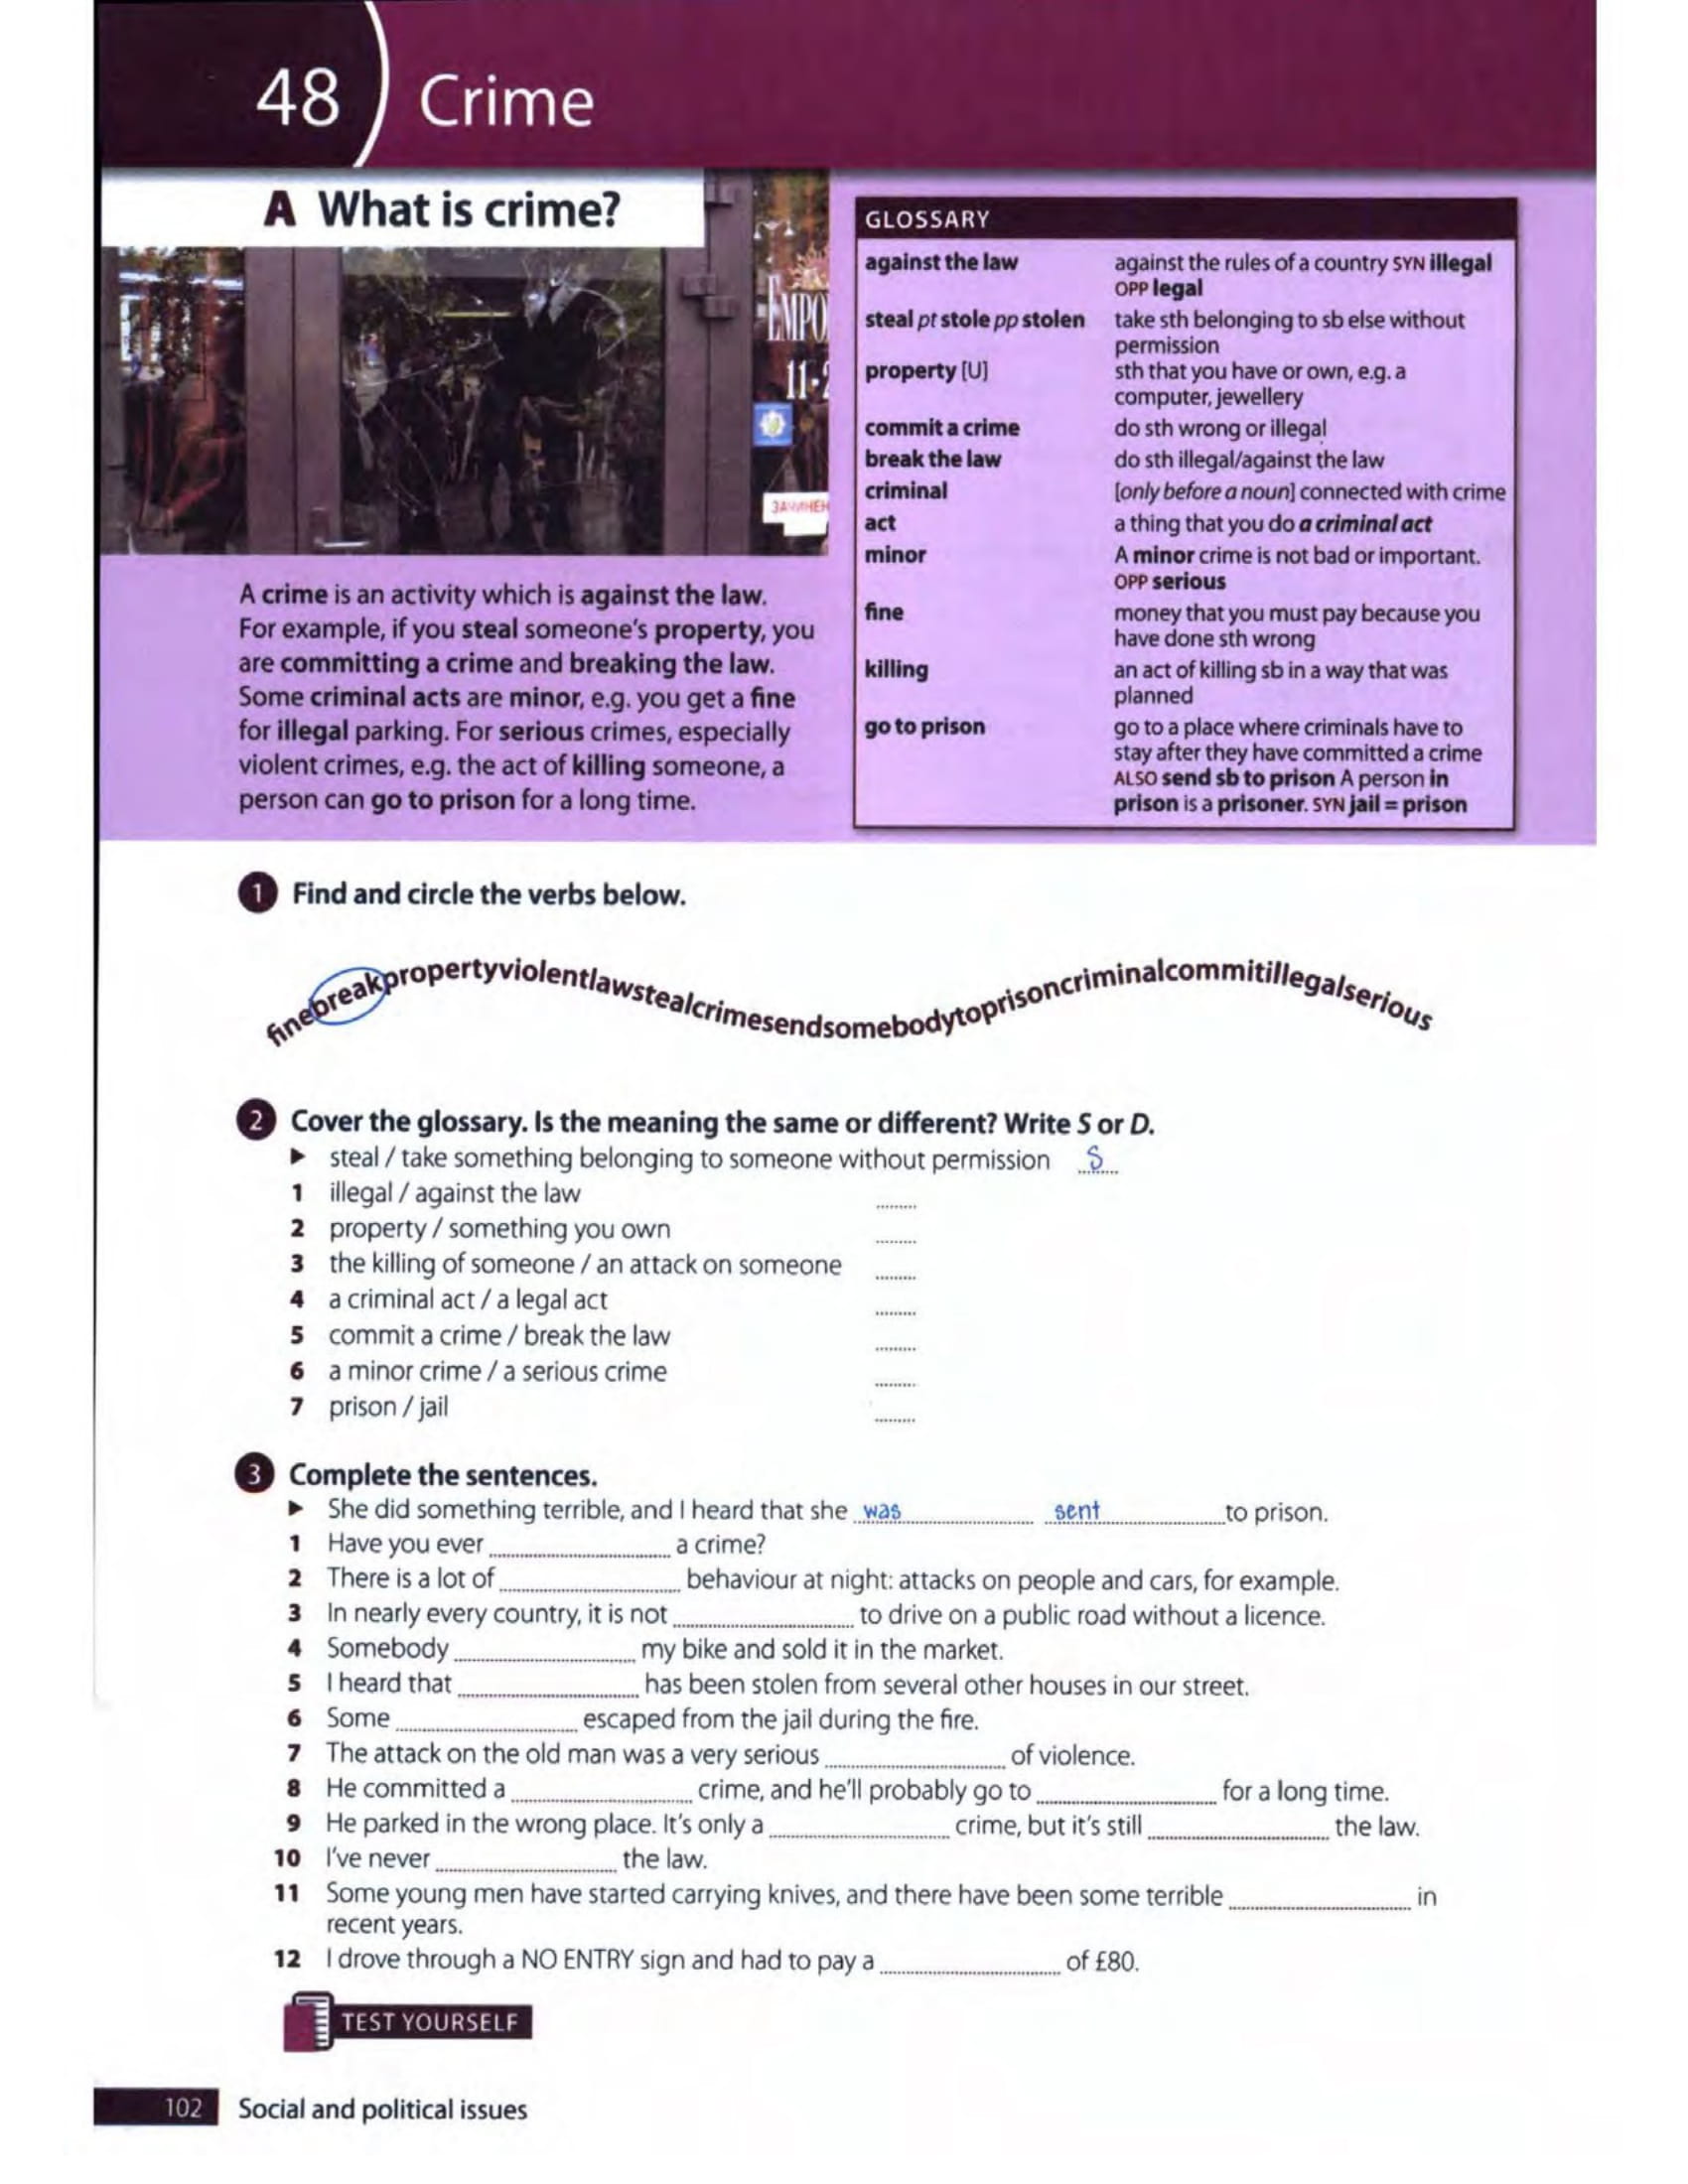 48 Crime
A What is crime?
EMPO
11-2
GLOSSARY
against the law against the rules of a country SYN illegal
OPP legal
steal pt stole pp stolen take sth belonging to sb else without
permission
property [U] sth that you have or own, e.g. a
computer, jewellery
commit a crime do sth wrong or illegal
break the law do sth illegal/against the law
criminal [only before a noun] connected with crime
act a thing that you do a criminal act
minor A minor crime is not bad or important.
OPP serious
fine money that you must pay because you
have done sth wrong
killing an act of killing sb in a way that was
planned
go to prison go to a place where criminals have to
stay after they have committed a crime
ALSO send sb to prison A person in
prison is a prisoner. SYN jail = prison
A crime is an activity which is against the law.
For example, if you steal someone's property, you
are committing a crime and breaking the law.
Some criminal acts are minor, e.g. you get a fine
for illegal parking. For serious crimes, especially
violent crimes, e.g. the act of killing someone, a
person can go to prison for a long time.
1 Find and circle the verbs below.
finebreakpropertyviolentlawstealcrimesendsomebodytoprisoncriminalcommitillegalserious
2 Cover the glossary. Is the meaning the same or different? Write S or D.
► steal / take something belonging to someone without permission S
1 illegal / against the law ........
2 property / something you own ........
3 the killing of someone / an attack on someone ........
4 a criminal act / a legal act ........
5 commit a crime / break the law ........
6 a minor crime / a serious crime ........
7 prison / jail ........
3 Complete the sentences.
► She did something terrible, and I heard that she was sent to prison.
1 Have you ever ........ a crime?
2 There is a lot of ........ behaviour at night: attacks on people and cars, for example.
3 In nearly every country, it is not ........ to drive on a public road without a licence.
4 Somebody ........ my bike and sold it in the market.
5 I heard that ........ has been stolen from several other houses in our street.
6 Some ........ escaped from the jail during the fire.
7 The attack on the old man was a very serious ........ of violence.
8 He committed a ........ crime, and he'll probably go to ........ for a long time.
9 He parked in the wrong place. It's only a ........ crime, but it's still ........ the law.
10 I've never ........ the law.
11 Some young men have started carrying knives, and there have been some terrible ........ in
recent years.
12 I drove through a NO ENTRY sign and had to pay a ........ of £80.
TEST YOURSELF
102 Social and political issues